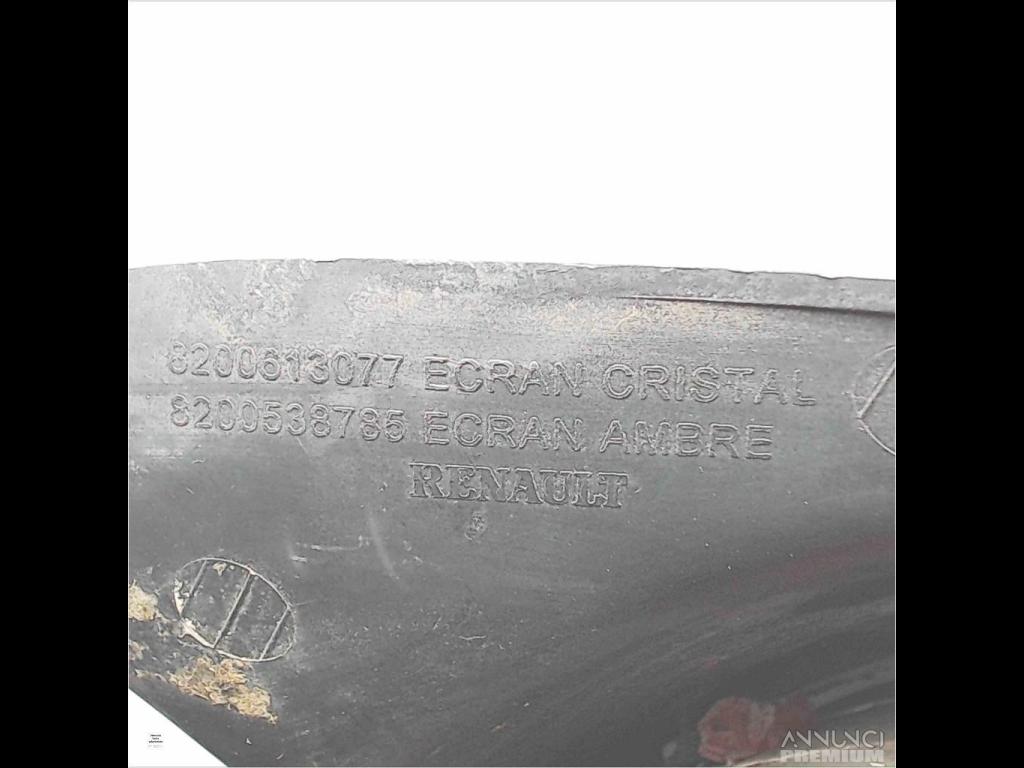 8200613077 ECRAN CRISTAL
8200538785 ECRAN AMBRE
RENAULT
ANNUNCI
PREMIUM